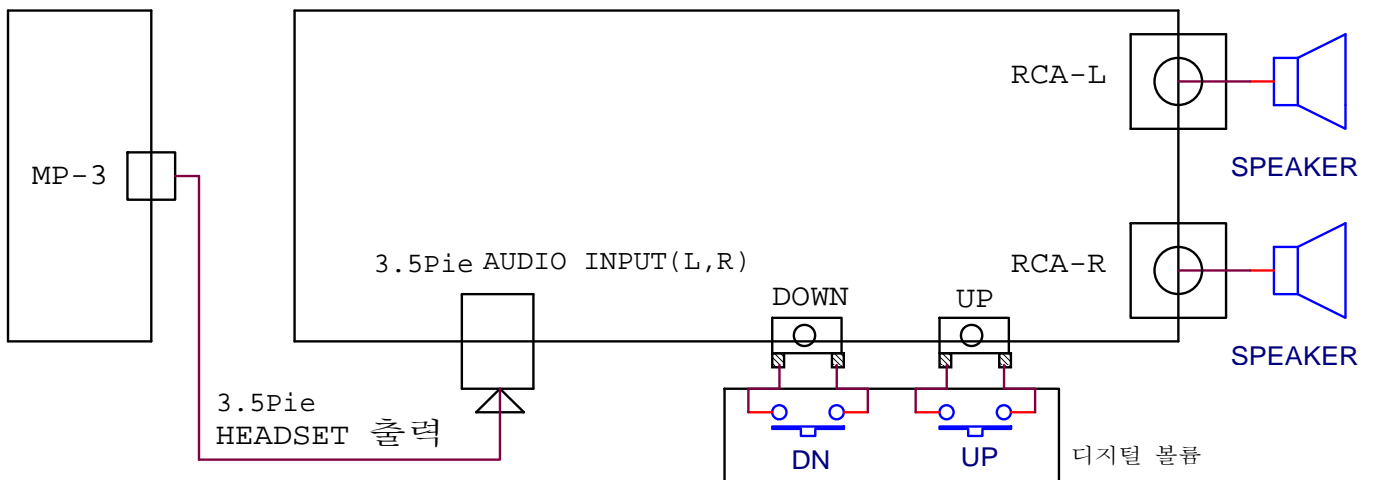 RCA-L
SPEAKER
MP-3
3.5Pie AUDIO INPUT(L,R)
RCA-R
DOWN
UP
SPEAKER
3.5Pie
HEADSET 출력
DN
UP
디지털 볼륨